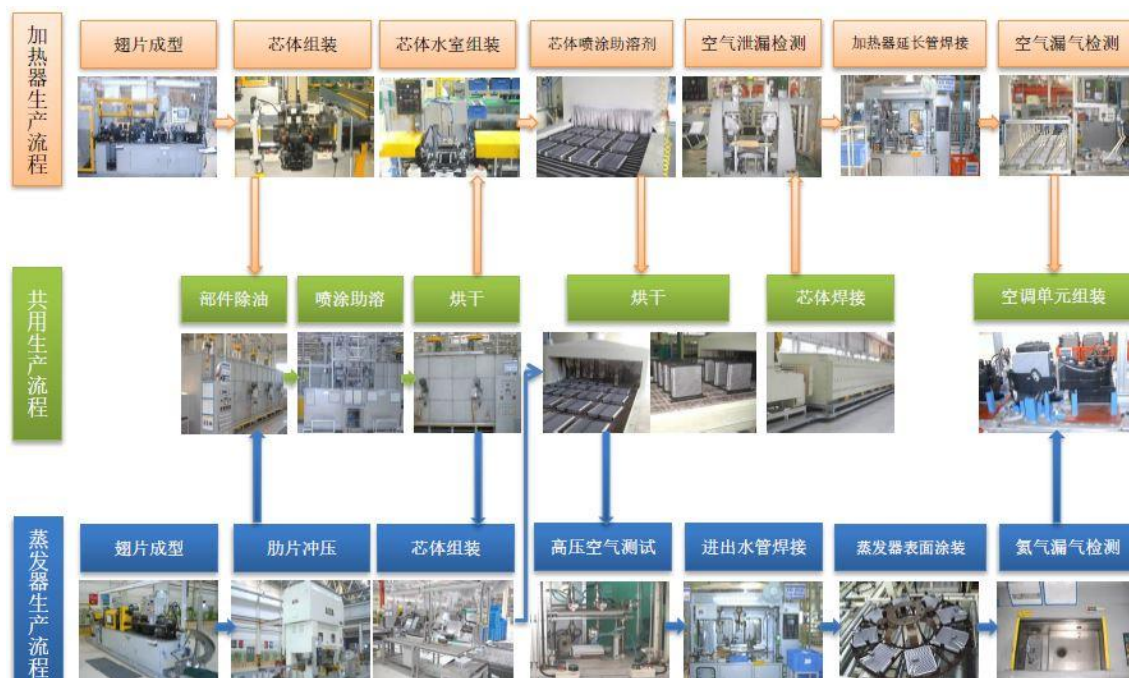 加热器生产流程
翅片成型
芯体组装
芯体水室组装
芯体喷涂助溶剂
空气泄漏检测
加热器延长管焊接
空气漏气检测
共用生产流程
部件除油
喷涂助溶
烘干
烘干
芯体焊接
空调单元组装
蒸发器生产流程
翅片成型
肋片冲压
芯体组装
高压空气测试
进出水管焊接
蒸发器表面涂装
氦气漏气检测